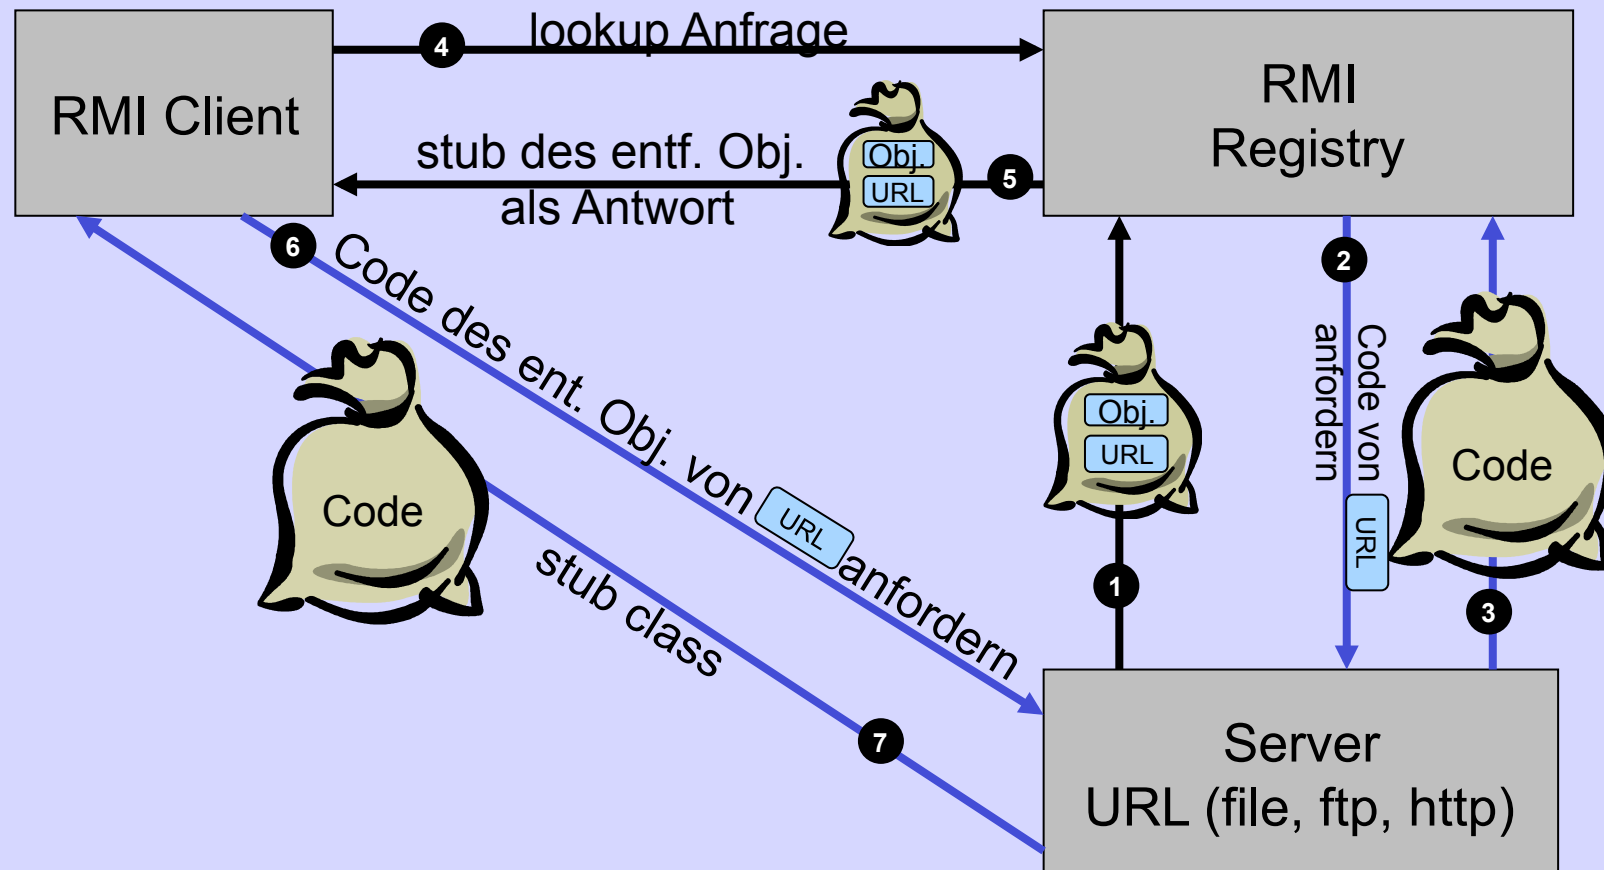 4
lookup Anfrage
RMI Client
RMI
Registry
stub des entf. Obj.
als Antwort
Obj.
URL
5
6
2
Code des ent. Obj. von URL anfordern
Code von URL
anfordern
Obj.
URL
Code
Code
stub class
1
3
7
Server
URL (file, ftp, http)